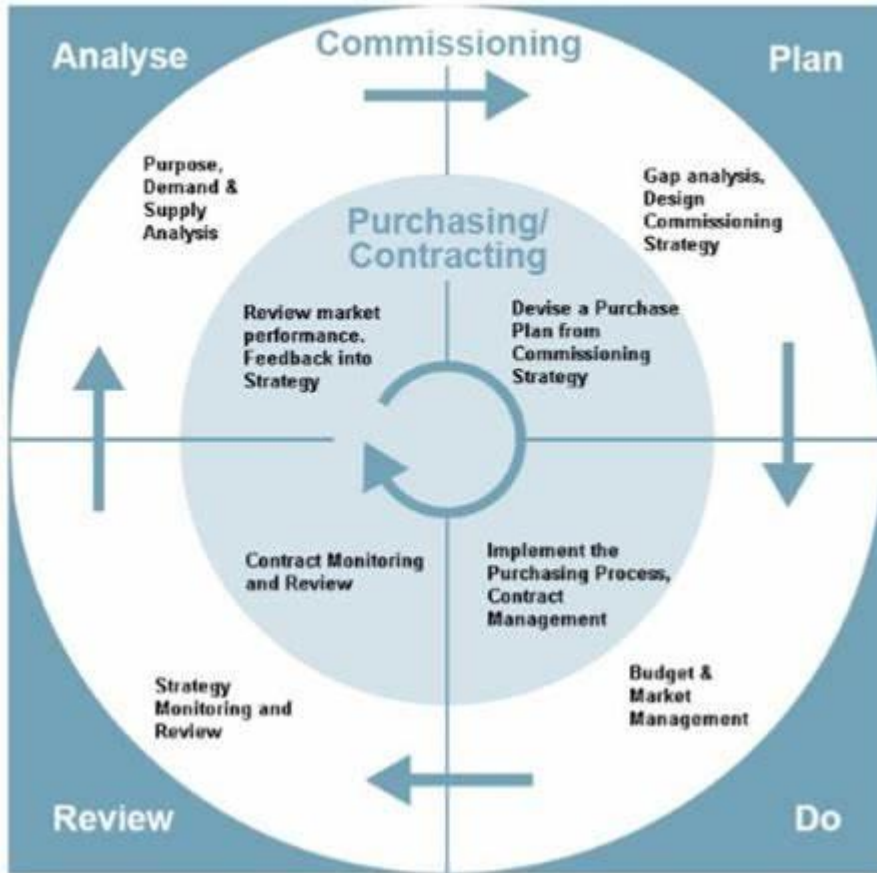 Analyse
Commissioning
Plan
Purpose,
Demand &
Supply
Analysis
Gap analysis,
Design
Commissioning
Strategy
Purchasing/
Contracting
Review market
performance.
Feedback into
Strategy
Devise a Purchase
Plan from
Commissioning
Strategy
Contract Monitoring
and Review
Implement the
Purchasing Process,
Contract
Management
Strategy
Monitoring and
Review
Budget &
Market
Management
Review
Do